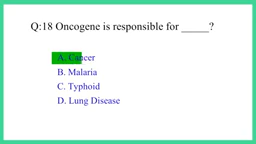 Q:18 Oncogene is responsible for _____?
A. Cancer
B. Malaria
C. Typhoid
D. Lung Disease